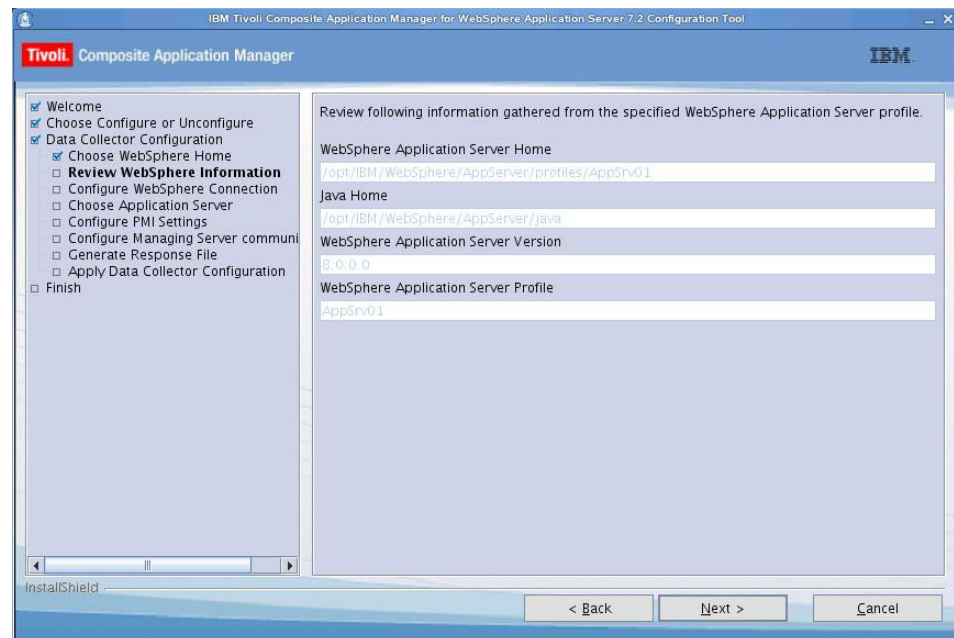 IBM Tivoli Composite Application Manager for WebSphere Application Server 7.2 Configuration Tool
Tivoli. Composite Application Manager
IBM.
Welcome
Choose Configure or Unconfigure
Data Collector Configuration
Choose WebSphere Home
Review WebSphere Information
Configure WebSphere Connection
Choose Application Server
Configure PMI Settings
Configure Managing Server communi
Generate Response File
Apply Data Collector Configuration
Finish
Review following information gathered from the specified WebSphere Application Server profile.
WebSphere Application Server Home
/opt/IBM/WebSphere/AppServer/profiles/AppSrv01
Java Home
/opt/IBM/WebSphere/AppServer/java
WebSphere Application Server Version
8.0.0.0
WebSphere Application Server Profile
AppSrv01
InstallShield
< Back
Next >
Cancel